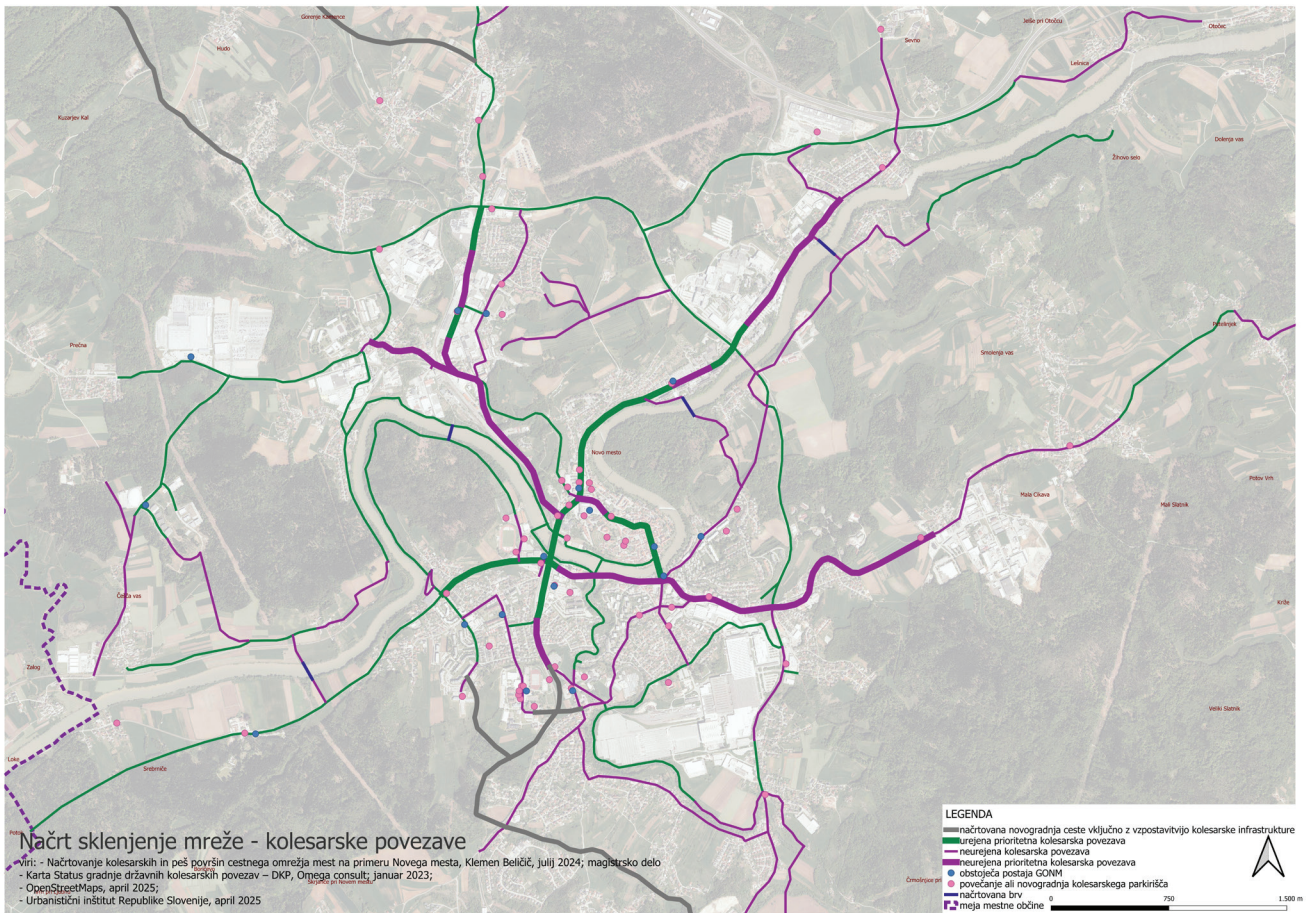 Gorenje Kamence
Hudo
Ješe pri Otočcu
Otočec
Sevno
Lešnica
Kuzarjev Kal
Dolenja vas
Žihovo selo
Prečna
Petelinjek
Smolenja vas
Novo mesto
Potov Vrh
Mala Cikava
Mali Slatnik
Češča vas
Križe
Zalog
Veliki Slatnik
Loke
Srebrniče
Načrt sklenjenje mreže - kolesarske povezave
viri: - Načrtovanje kolesarskih in peš površin cestnega omrežja mest na primeru Novega mesta, Klemen Beličič, julij 2024; magistrsko delo
- Karta Status gradnje državnih kolesarskih povezav – DKP, Omega consult; januar 2023;
- OpenStreetMaps, april 2025;
- Urbanistični inštitut Republike Slovenije, april 2025
Škrjanče pri Novem mestu
Črmošnjice pri
LEGENDA
načrtovana novogradnja ceste vključno z vzpostavitvijo kolesarske infrastrukture
urejena prioritetna kolesarska povezava
neurejena kolesarska povezava
neurejena prioritetna kolesarska povezava
obstoječa postaja GONM
povečanje ali novogradnja kolesarskega parkirišča
načrtovana brv
meja mestne občine
0 750 1.500 m